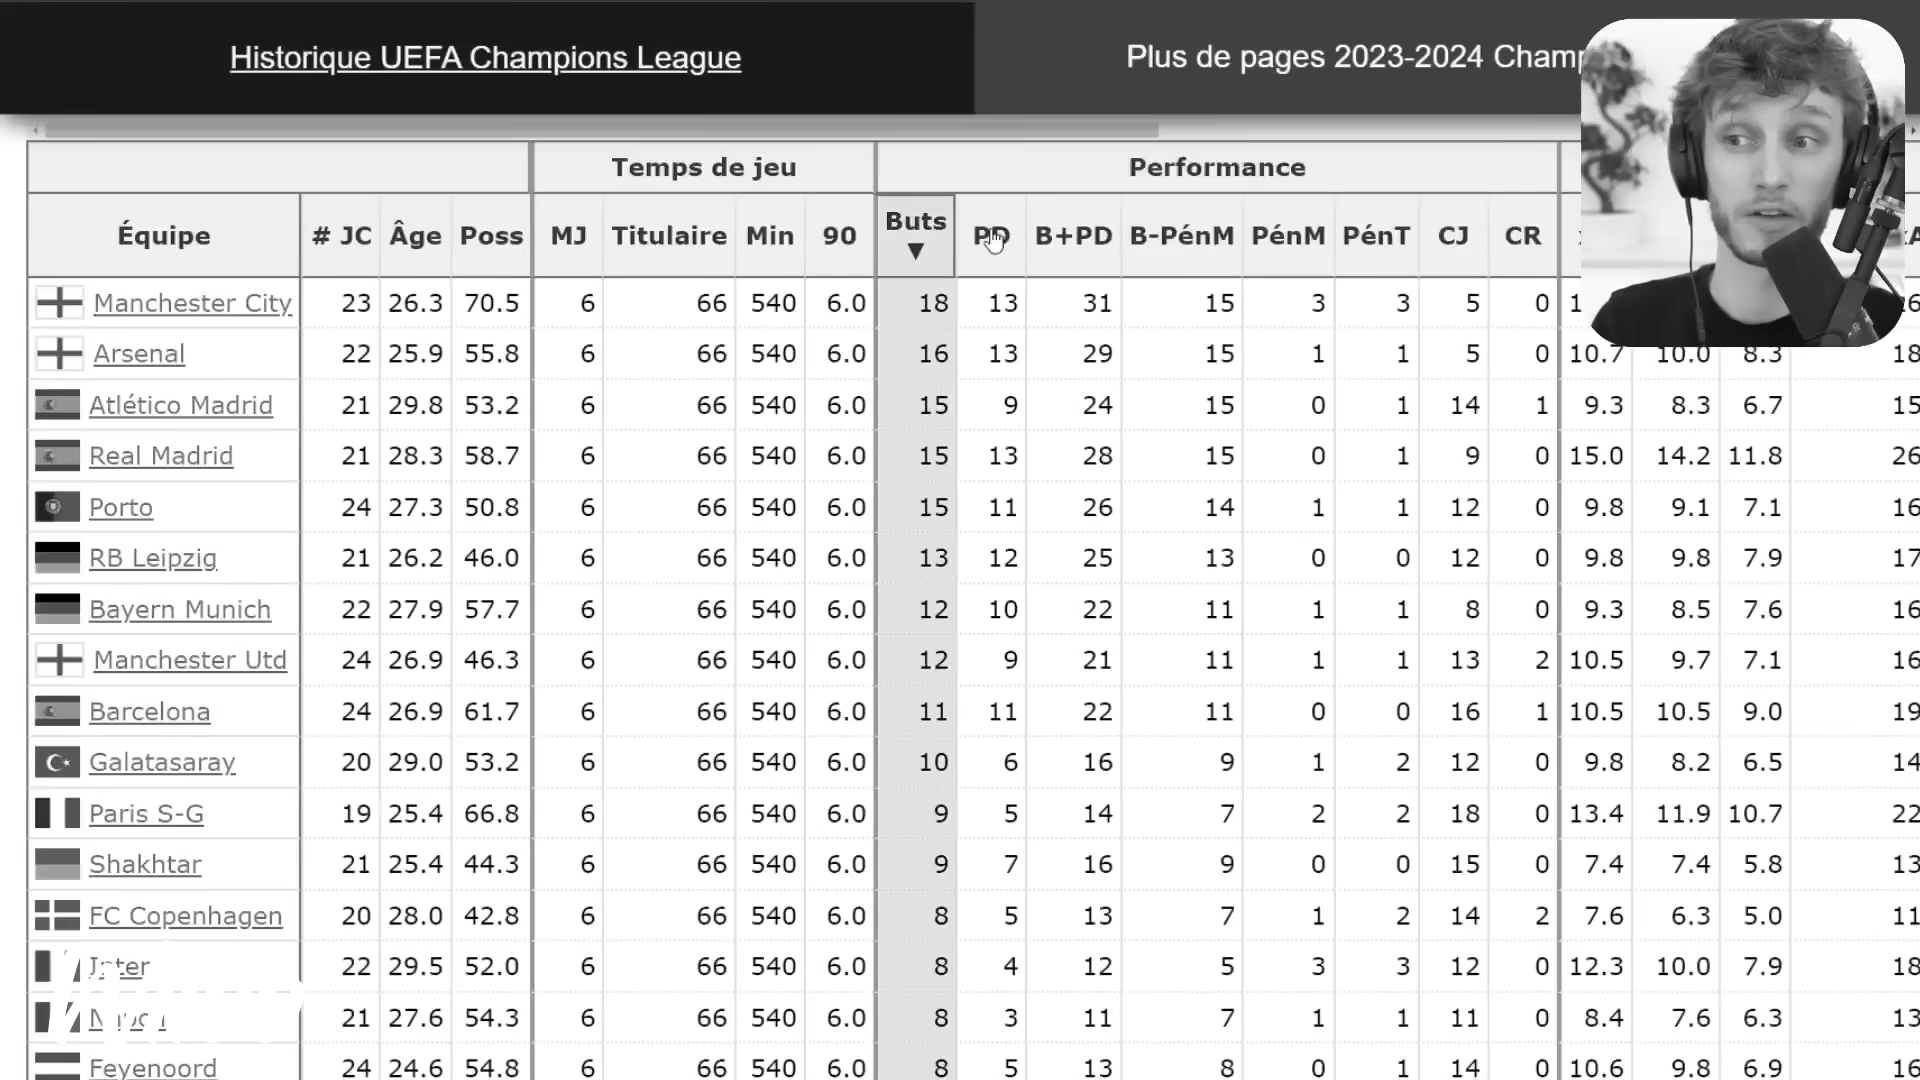 Historique UEFA Champions League
Plus de pages 2023-2024 Champ
Temps de jeu Performance
Équipe # JC Âge Poss MJ Titulaire Min 90 Buts ▼ PD B+PD B-PénM PénM PénT CJ CR
Manchester City 23 26.3 70.5 6 66 540 6.0 18 13 31 15 3 3 5 0
Arsenal 22 25.9 55.8 6 66 540 6.0 16 13 29 15 1 1 5 0 10.7 10.0 8.3 18
Atlético Madrid 21 29.8 53.2 6 66 540 6.0 15 9 24 15 0 1 14 1 9.3 8.3 6.7 15
Real Madrid 21 28.3 58.7 6 66 540 6.0 15 13 28 15 0 1 9 0 15.0 14.2 11.8 26
Porto 24 27.3 50.8 6 66 540 6.0 15 11 26 14 1 1 12 0 9.8 9.1 7.1 16
RB Leipzig 21 26.2 46.0 6 66 540 6.0 13 12 25 13 0 0 12 0 9.8 9.8 7.9 17
Bayern Munich 22 27.9 57.7 6 66 540 6.0 12 10 22 11 1 1 8 0 9.3 8.5 7.6 16
Manchester Utd 24 26.9 46.3 6 66 540 6.0 12 9 21 11 1 1 13 2 10.5 9.7 7.1 16
Barcelona 24 26.9 61.7 6 66 540 6.0 11 11 22 11 0 0 16 1 10.5 10.5 9.0 19
Galatasaray 20 29.0 53.2 6 66 540 6.0 10 6 16 9 1 2 12 0 9.8 8.2 6.5 14
Paris S-G 19 25.4 66.8 6 66 540 6.0 9 5 14 7 2 2 18 0 13.4 11.9 10.7 22
Shakhtar 21 25.4 44.3 6 66 540 6.0 9 7 16 9 0 0 15 0 7.4 7.4 5.8 13
FC Copenhagen 20 28.0 42.8 6 66 540 6.0 8 5 13 7 1 2 14 2 7.6 6.3 5.0 11
Inter 22 29.5 52.0 6 66 540 6.0 8 4 12 5 3 3 12 0 12.3 10.0 7.9 18
21 27.6 54.3 6 66 540 6.0 8 3 11 7 1 1 11 0 8.4 7.6 6.3 13
Feyenoord 24 24.6 54.8 6 66 540 6.0 8 5 13 8 0 1 14 0 10.6 9.8 6.9 16